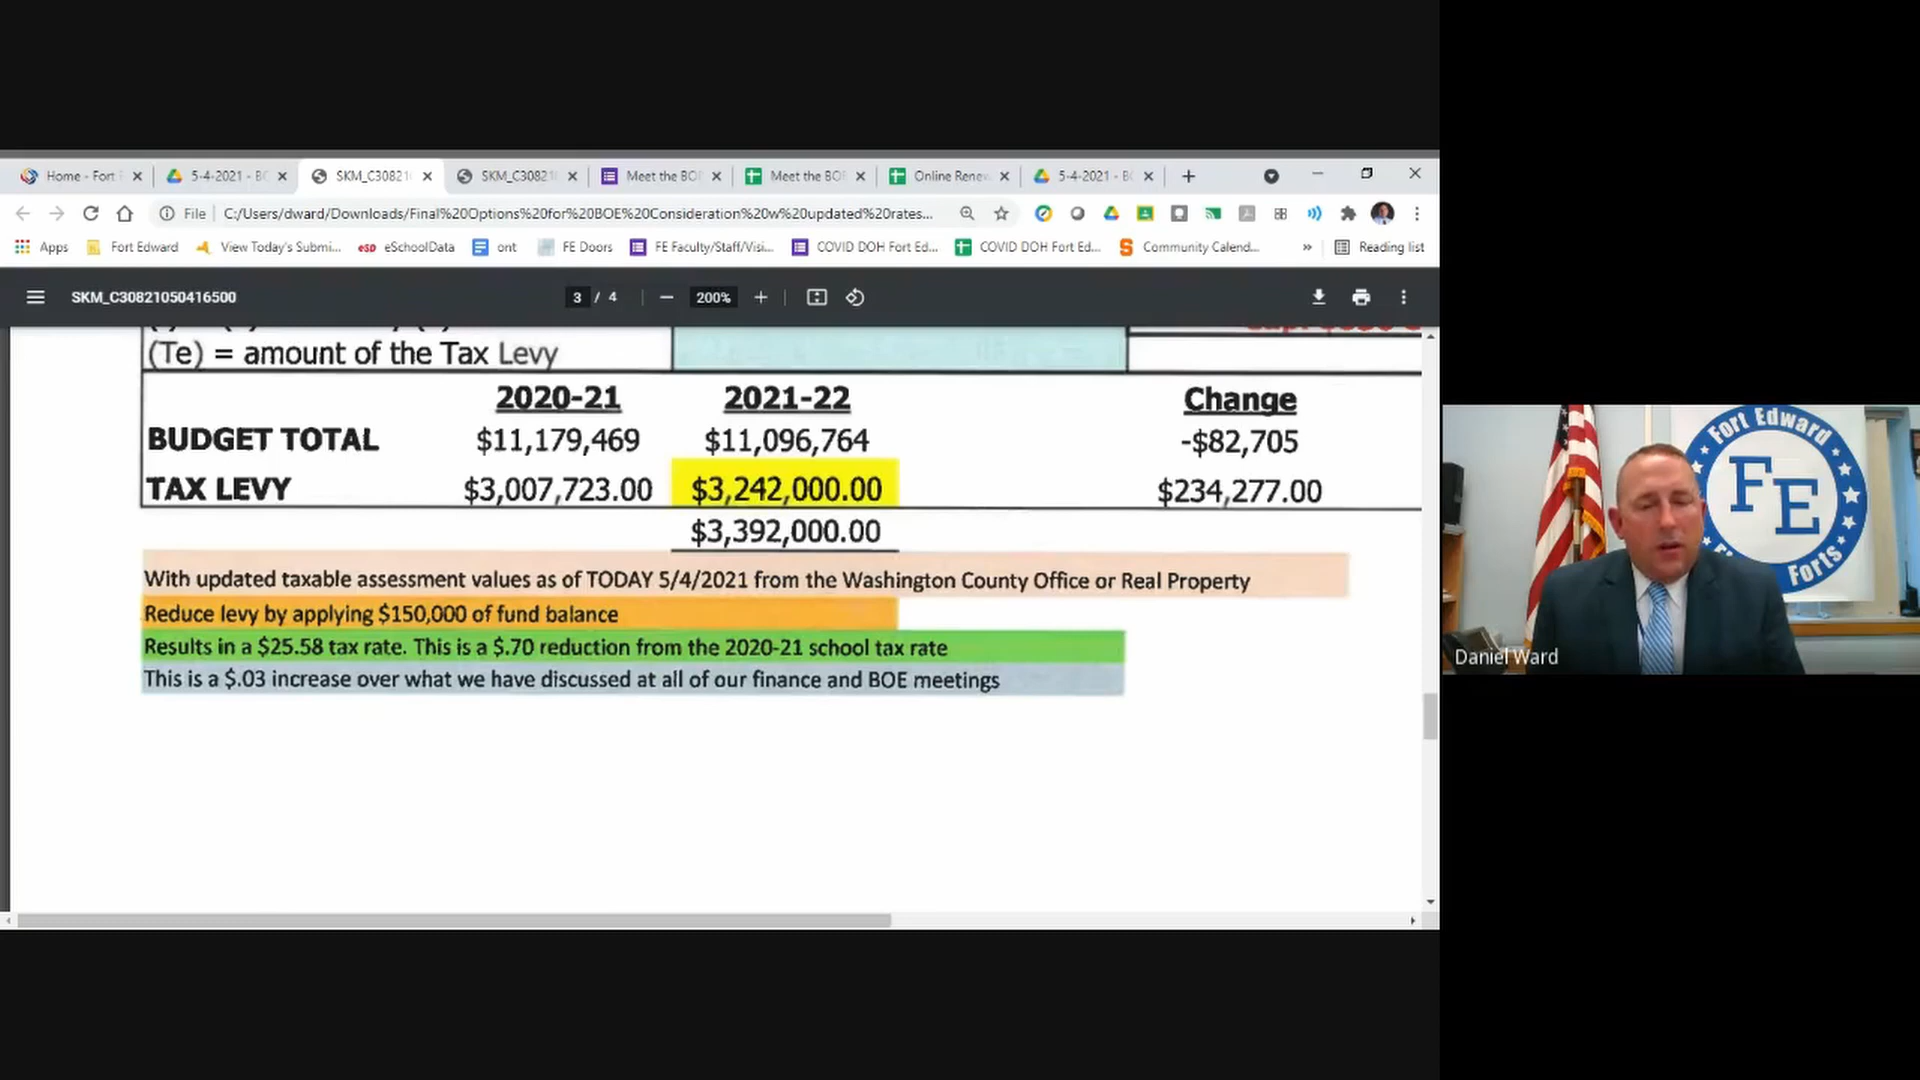 Home - Fort
5-4-2021 - BO
SKM_C30821
SKM_C30821
Meet the BOE
Meet the BOE
Online Renew
5-4-2021 - BO
File
C:/Users/dward/Downloads/Final%20Options%20for%20BOE%20Consideration%20w%20updated%20rates...
Apps
Fort Edward
View Today's Submi...
esp eSchoolData
ont
FE Doors
FE Faculty/Staff/Visi...
COVID DOH Fort Ed...
COVID DOH Fort Ed...
Community Calend...
»
Reading list
SKM_C30821050416500
3 / 4
200%
(Te) = amount of the Tax Levy
2020-21 2021-22 Change
BUDGET TOTAL $11,179,469 $11,096,764 -$82,705
TAX LEVY $3,007,723.00 $3,242,000.00 $234,277.00
$3,392,000.00
With updated taxable assessment values as of TODAY 5/4/2021 from the Washington County Office or Real Property
Reduce levy by applying $150,000 of fund balance
Results in a $25.58 tax rate. This is a $.70 reduction from the 2020-21 school tax rate
This is a $.03 increase over what we have discussed at all of our finance and BOE meetings
Fort Edward
FE
Forts
Daniel Ward